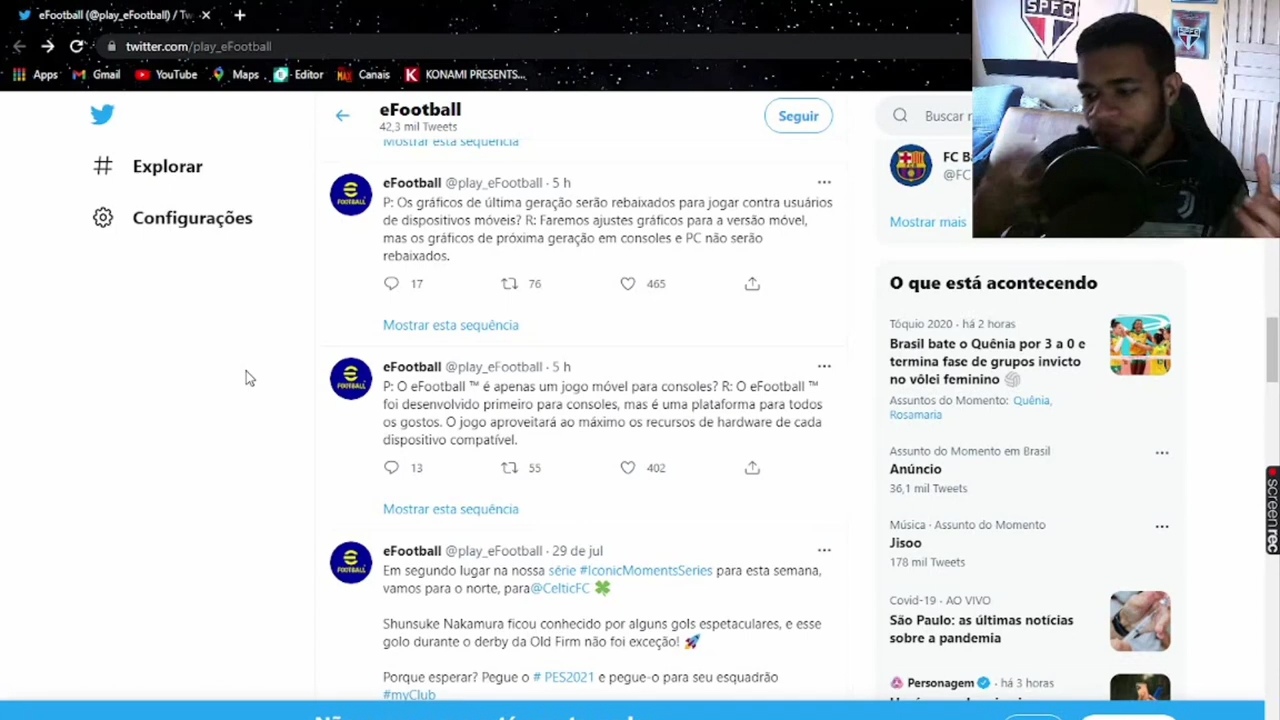 eFootball (@play_eFootball) / Tw
twitter.com/play_eFootball
Apps
Gmail
YouTube
Maps
Editor
Canais
KONAMI PRESENTS...
SPFC
eFootball
42,3 mil Tweets
Seguir
Explorar
Configurações
Mostrar esta sequência
eFootball @play_eFootball · 5 h
P: Os gráficos de última geração serão rebaixados para jogar contra usuários
de dispositivos móveis? R: Faremos ajustes gráficos para a versão móvel,
mas os gráficos de próxima geração em consoles e PC não serão
rebaixados.
17 76 465
Mostrar esta sequência
eFootball @play_eFootball · 5 h
P: O eFootball ™ é apenas um jogo móvel para consoles? R: O eFootball ™
foi desenvolvido primeiro para consoles, mas é uma plataforma para todos
os gostos. O jogo aproveitará ao máximo os recursos de hardware de cada
dispositivo compatível.
13 55 402
Mostrar esta sequência
eFootball @play_eFootball · 29 de jul
Em segundo lugar na nossa série #IconicMomentsSeries para esta semana,
vamos para o norte, para@CelticFC 🍀
Shunsuke Nakamura ficou conhecido por alguns gols espetaculares, e esse
golo durante o derby da Old Firm não foi exceção! 🚀
Porque esperar? Pegue o # PES2021 e pegue-o para seu esquadrão
#myClub
Buscar
FC B
@FC
Mostrar mais
O que está acontecendo
Tóquio 2020 · há 2 horas
Brasil bate o Quênia por 3 a 0 e
termina fase de grupos invicto
no vôlei feminino 🏐
Assuntos do Momento: Quênia,
Rosamaria
Assunto do Momento em Brasil
Anúncio
36,1 mil Tweets
Música · Assunto do Momento
Jisoo
178 mil Tweets
Covid-19 · AO VIVO
São Paulo: as últimas notícias
sobre a pandemia
Personagem · há 3 horas
screenrec